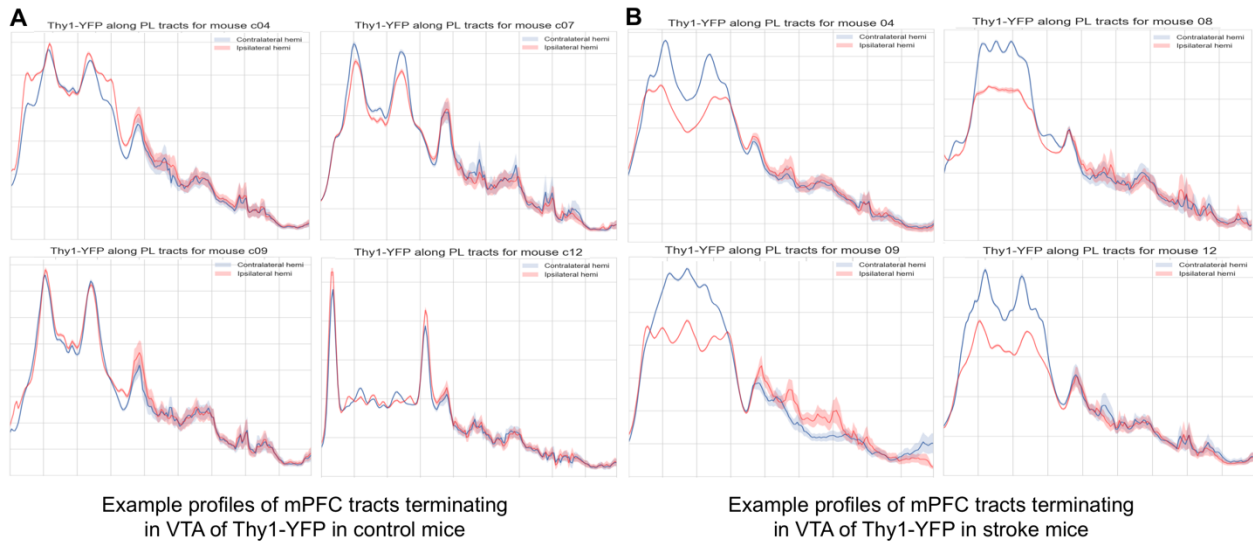 A
Thy1-YFP along PL tracts for mouse c04
Contralateral hemi
Ipsilateral hemi
Thy1-YFP along PL tracts for mouse c07
Contralateral hemi
Ipsilateral hemi
Thy1-YFP along PL tracts for mouse c09
Contralateral hemi
Ipsilateral hemi
Thy1-YFP along PL tracts for mouse c12
Contralateral hemi
Ipsilateral hemi
Example profiles of mPFC tracts terminating
in VTA of Thy1-YFP in control mice
B
Thy1-YFP along PL tracts for mouse 04
Contralateral hemi
Ipsilateral hemi
Thy1-YFP along PL tracts for mouse 08
Contralateral hemi
Ipsilateral hemi
Thy1-YFP along PL tracts for mouse 09
Contralateral hemi
Ipsilateral hemi
Thy1-YFP along PL tracts for mouse 12
Contralateral hemi
Ipsilateral hemi
Example profiles of mPFC tracts terminating
in VTA of Thy1-YFP in stroke mice